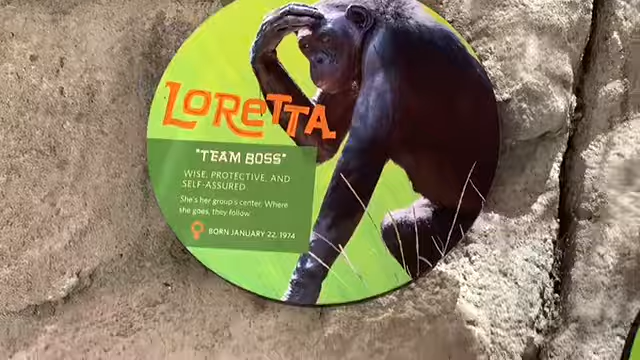 LORETTA
"TEAM BOSS"
WISE, PROTECTIVE, AND
SELF-ASSURED
She's her group's center. Where
she goes, they follow.
BORN JANUARY 22, 1974